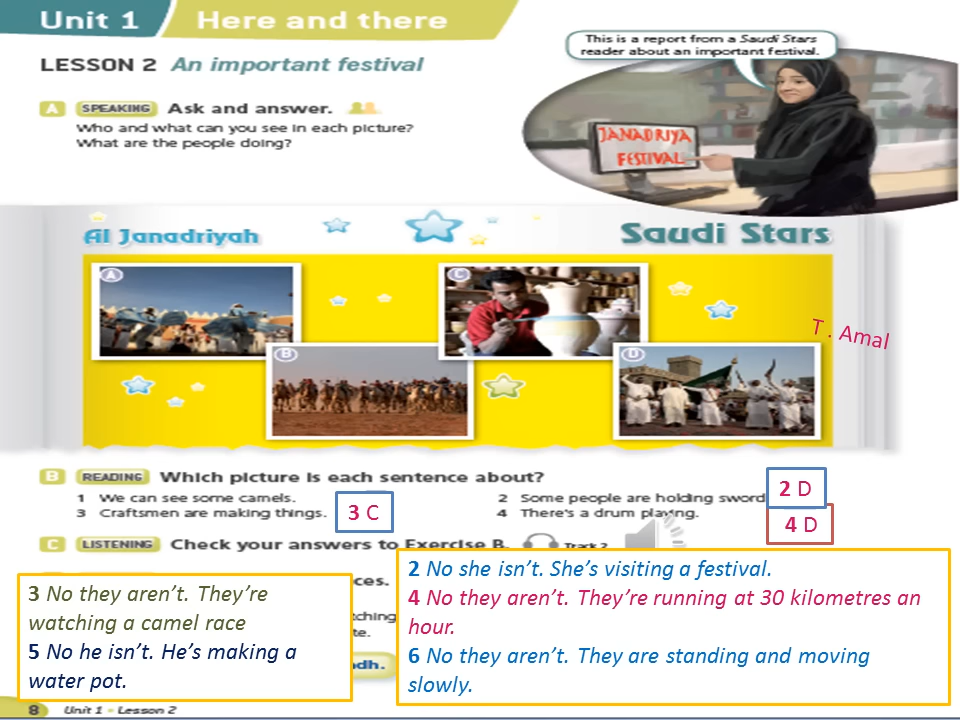 Unit 1 Here and there
This is a report from a Saudi Stars
reader about an important festival.
LESSON 2 An important festival
A SPEAKING Ask and answer.
Who and what can you see in each picture?
What are the people doing?
JANADRIYA
FESTIVAL
Al Janadriyah
Saudi Stars
A
C
B
D
T . Amal
B READING Which picture is each sentence about?
1 We can see some camels.
2 Some people are holding sword
2 D
3 Craftsmen are making things.
3 C
4 There's a drum playing.
4 D
C LISTENING Check your answers to Exercise B.
Track 2
ces.
tching
te.
dh.
3 No they aren't. They're
watching a camel race
5 No he isn't. He's making a
water pot.
2 No she isn't. She's visiting a festival.
4 No they aren't. They're running at 30 kilometres an
hour.
6 No they aren't. They are standing and moving
slowly.
8 Unit 1 • Lesson 2